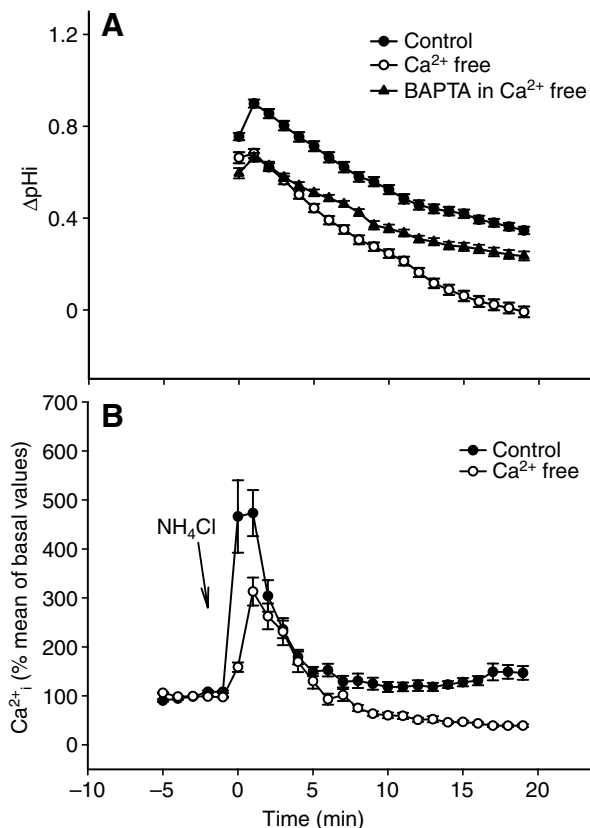 A
1.2
0.8
0.4
0
ΔpHi
Control
Ca²⁺ free
BAPTA in Ca²⁺ free
B
700
600
500
400
300
200
100
0
Ca²⁺ᵢ (% mean of basal values)
NH₄Cl
Control
Ca²⁺ free
–10
–5
0
5
10
15
20
Time (min)